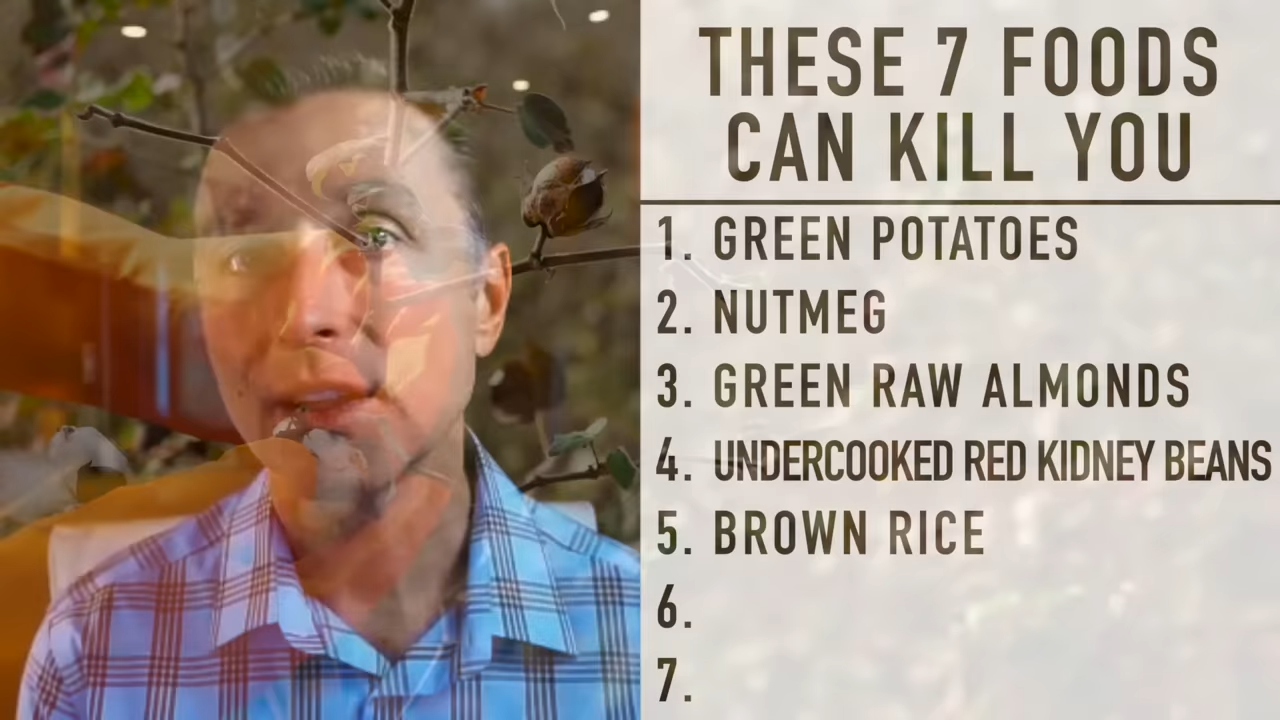 THESE 7 FOODS
CAN KILL YOU
1. GREEN POTATOES
2. NUTMEG
3. GREEN RAW ALMONDS
4. UNDERCOOKED RED KIDNEY BEANS
5. BROWN RICE
6.
7.